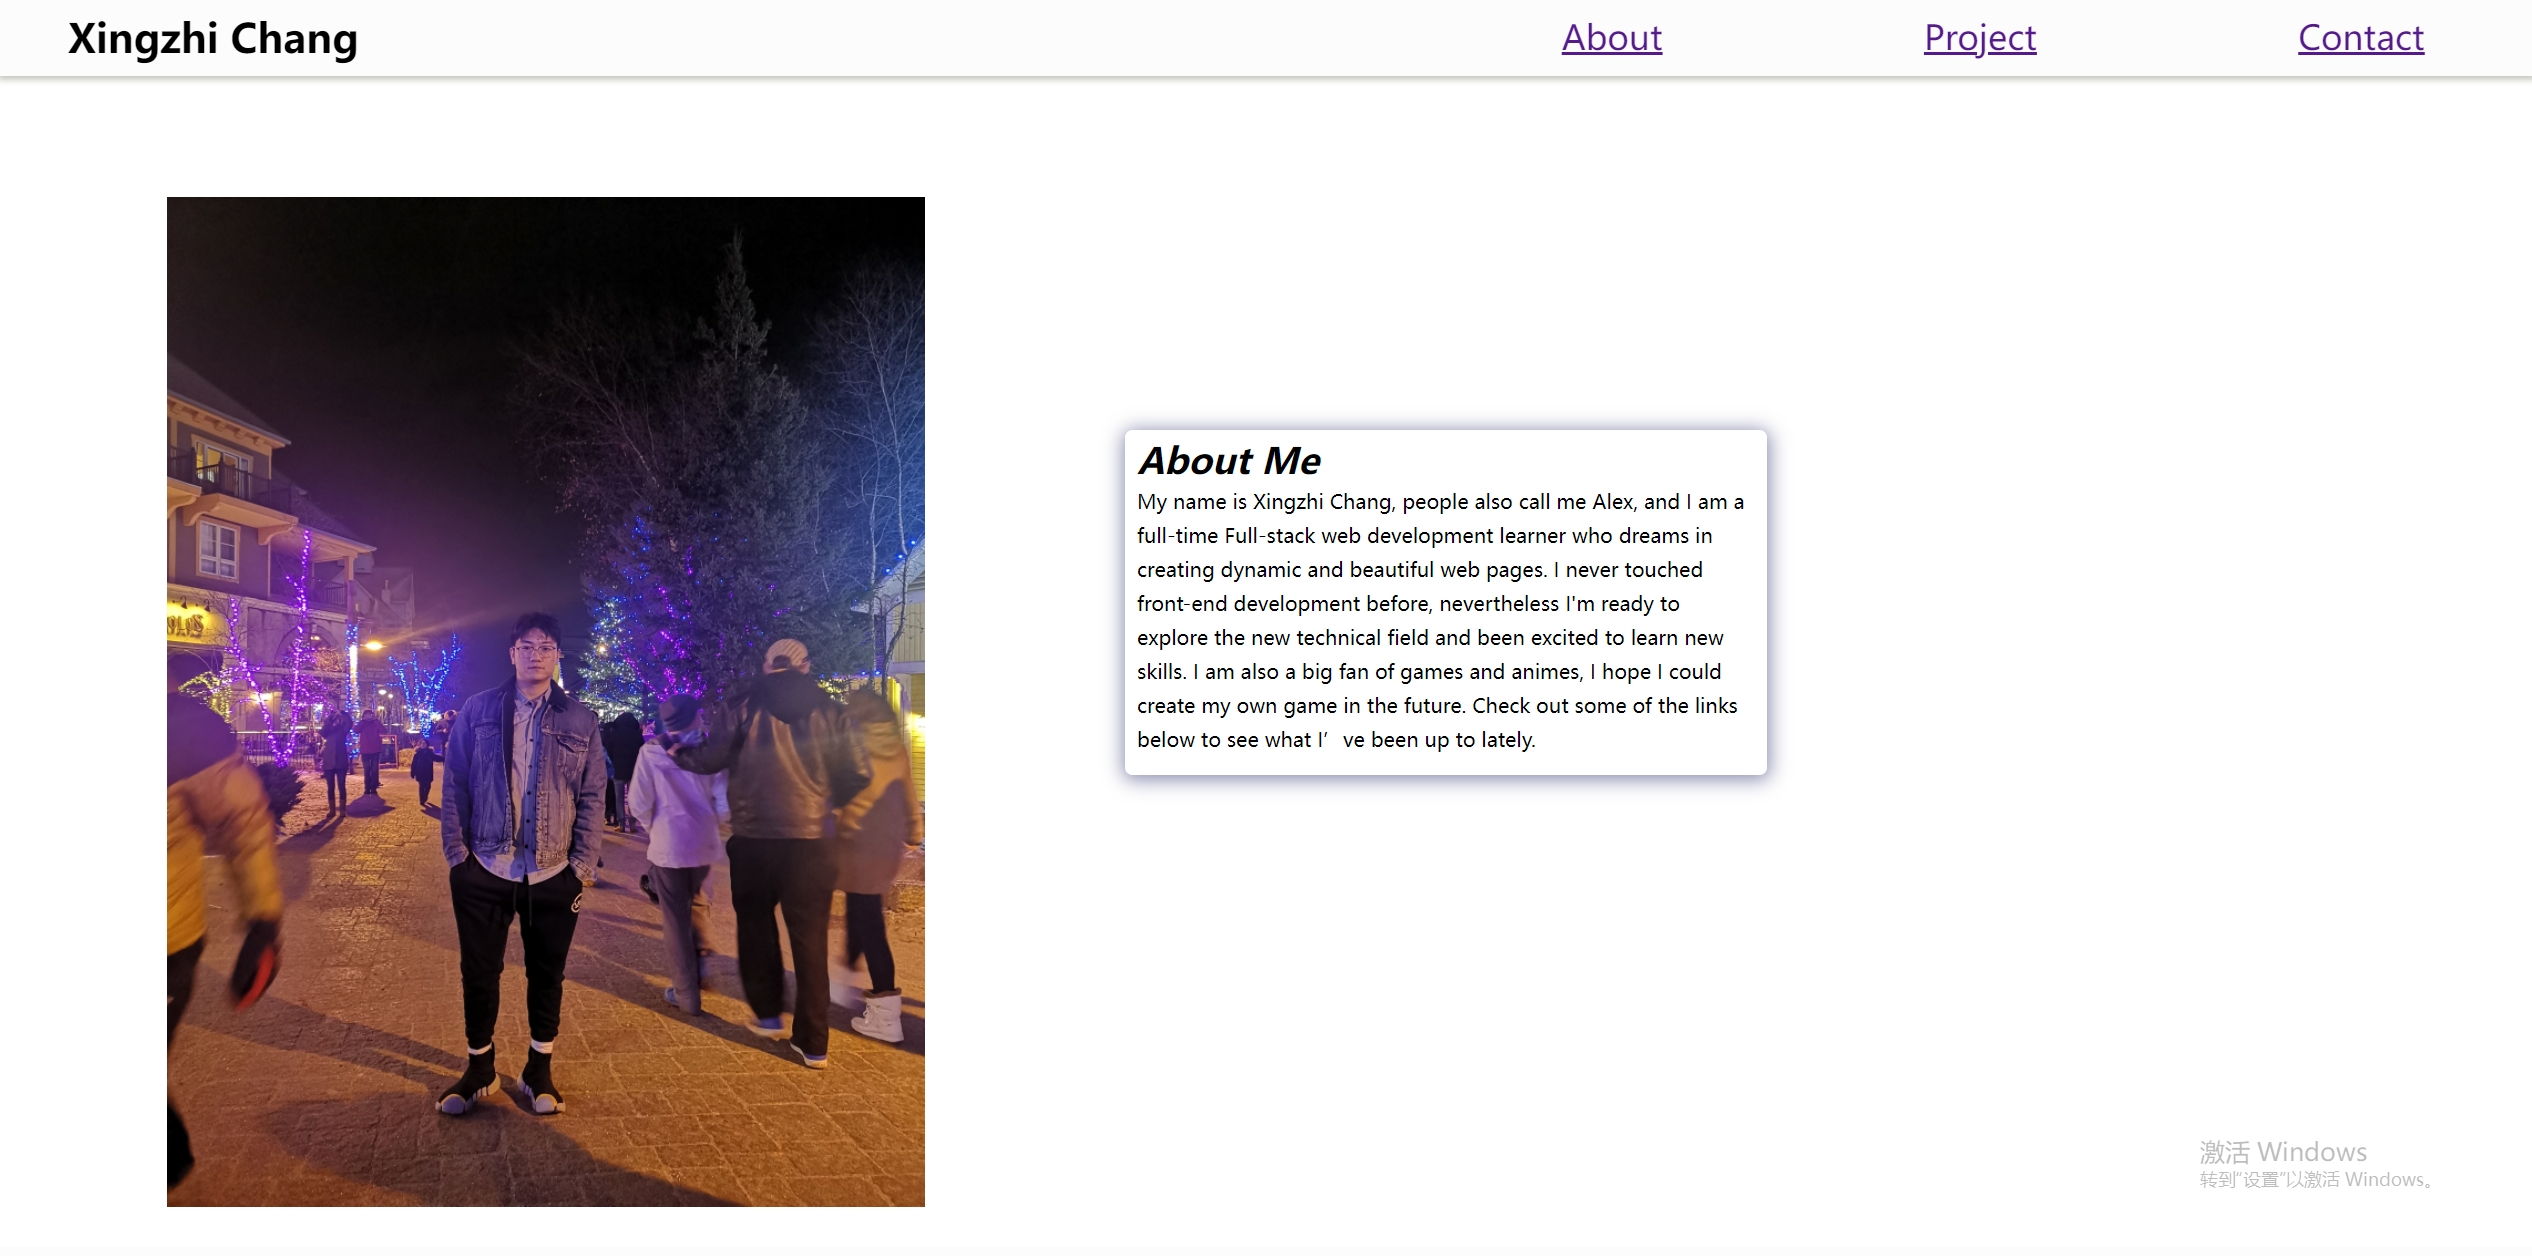 Xingzhi Chang
About
Project
Contact
About Me
My name is Xingzhi Chang, people also call me Alex, and I am a
full-time Full-stack web development learner who dreams in
creating dynamic and beautiful web pages. I never touched
front-end development before, nevertheless I'm ready to
explore the new technical field and been excited to learn new
skills. I am also a big fan of games and animes, I hope I could
create my own game in the future. Check out some of the links
below to see what I’ve been up to lately.
激活 Windows
转到“设置”以激活 Windows。